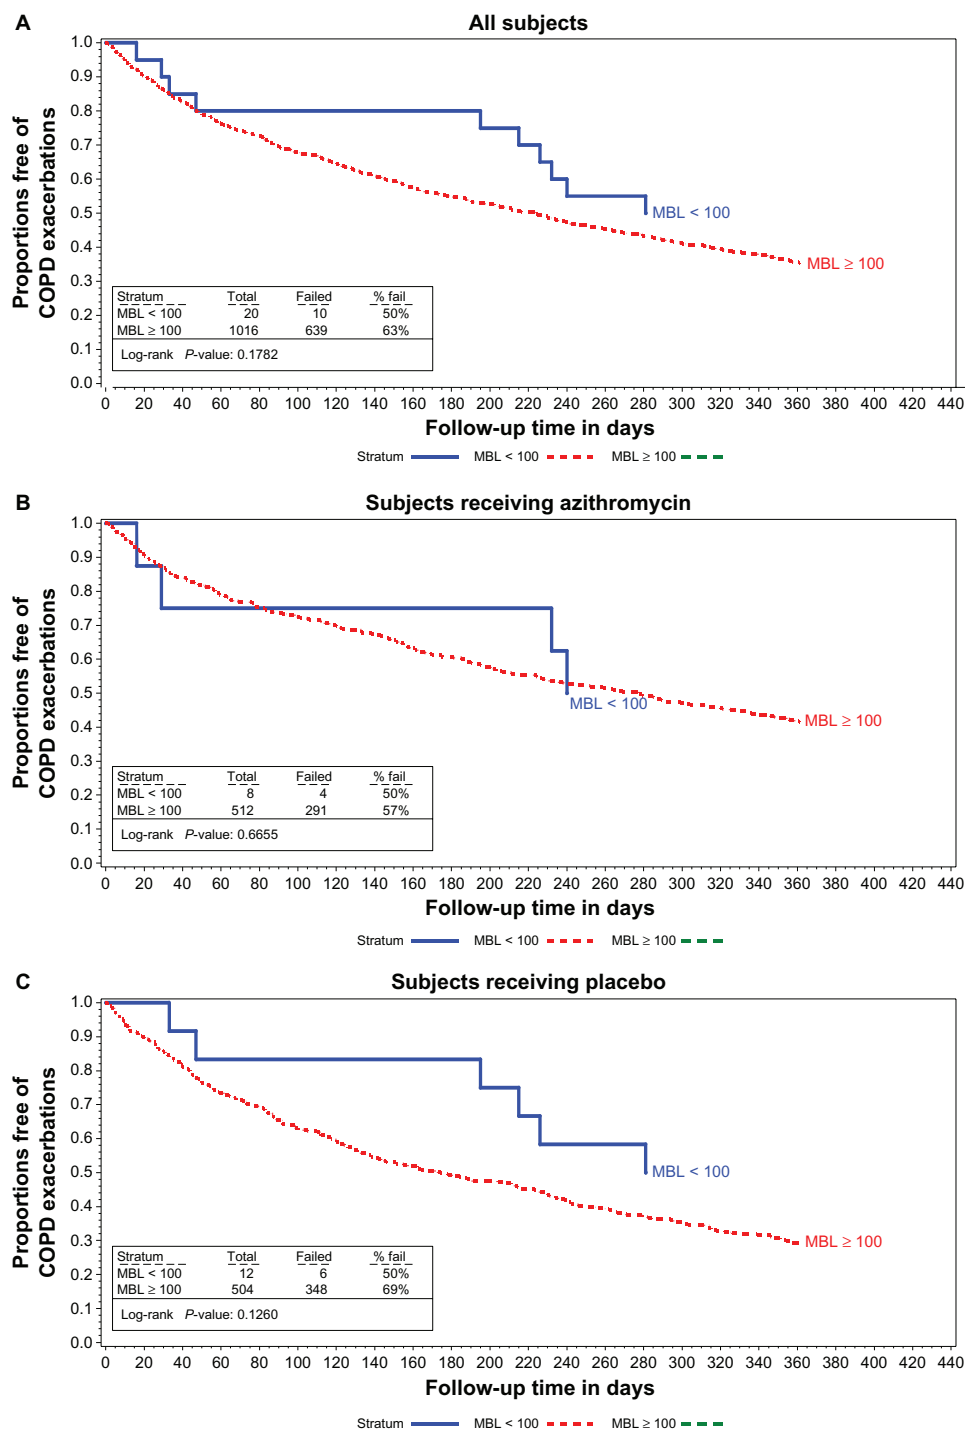 A All subjects
Proportions free of
COPD exacerbations
1.0
0.9
0.8
0.7
0.6
0.5
0.4
0.3
0.2
0.1
0.0
MBL < 100
MBL ≥ 100
Stratum Total Failed % fail
MBL < 100 20 10 50%
MBL ≥ 100 1016 639 63%
Log-rank P-value: 0.1782
0 20 40 60 80 100 120 140 160 180 200 220 240 260 280 300 320 340 360 380 400 420 440
Follow-up time in days
Stratum MBL < 100 MBL ≥ 100
B Subjects receiving azithromycin
Proportions free of
COPD exacerbations
1.0
0.9
0.8
0.7
0.6
0.5
0.4
0.3
0.2
0.1
0.0
MBL < 100
MBL ≥ 100
Stratum Total Failed % fail
MBL < 100 8 4 50%
MBL ≥ 100 512 291 57%
Log-rank P-value: 0.6655
0 20 40 60 80 100 120 140 160 180 200 220 240 260 280 300 320 340 360 380 400 420 440
Follow-up time in days
Stratum MBL < 100 MBL ≥ 100
C Subjects receiving placebo
Proportions free of
COPD exacerbations
1.0
0.9
0.8
0.7
0.6
0.5
0.4
0.3
0.2
0.1
0.0
MBL < 100
MBL ≥ 100
Stratum Total Failed % fail
MBL < 100 12 6 50%
MBL ≥ 100 504 348 69%
Log-rank P-value: 0.1260
0 20 40 60 80 100 120 140 160 180 200 220 240 260 280 300 320 340 360 380 400 420 440
Follow-up time in days
Stratum MBL < 100 MBL ≥ 100